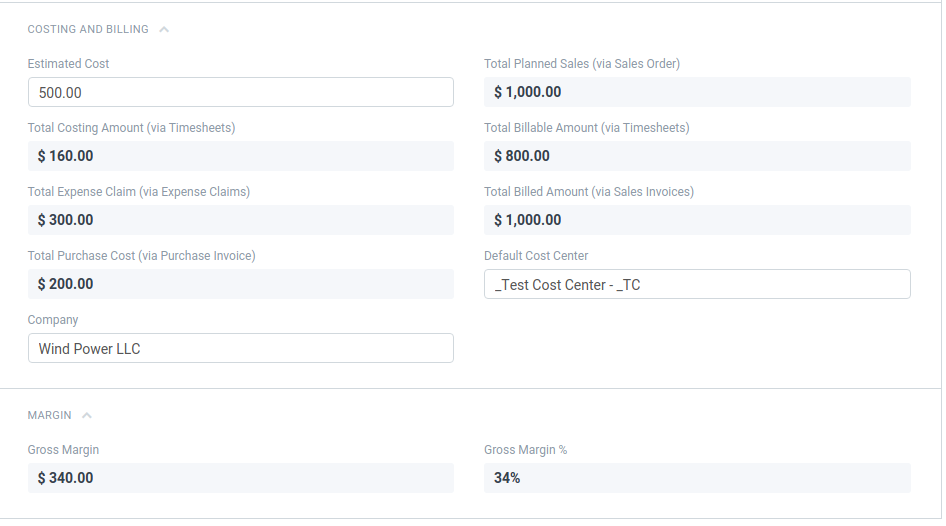 COSTING AND BILLING
Estimated Cost
500.00
Total Costing Amount (via Timesheets)
$ 160.00
Total Expense Claim (via Expense Claims)
$ 300.00
Total Purchase Cost (via Purchase Invoice)
$ 200.00
Company
Wind Power LLC
Total Planned Sales (via Sales Order)
$ 1,000.00
Total Billable Amount (via Timesheets)
$ 800.00
Total Billed Amount (via Sales Invoices)
$ 1,000.00
Default Cost Center
_Test Cost Center - _TC
MARGIN
Gross Margin
$ 340.00
Gross Margin %
34%